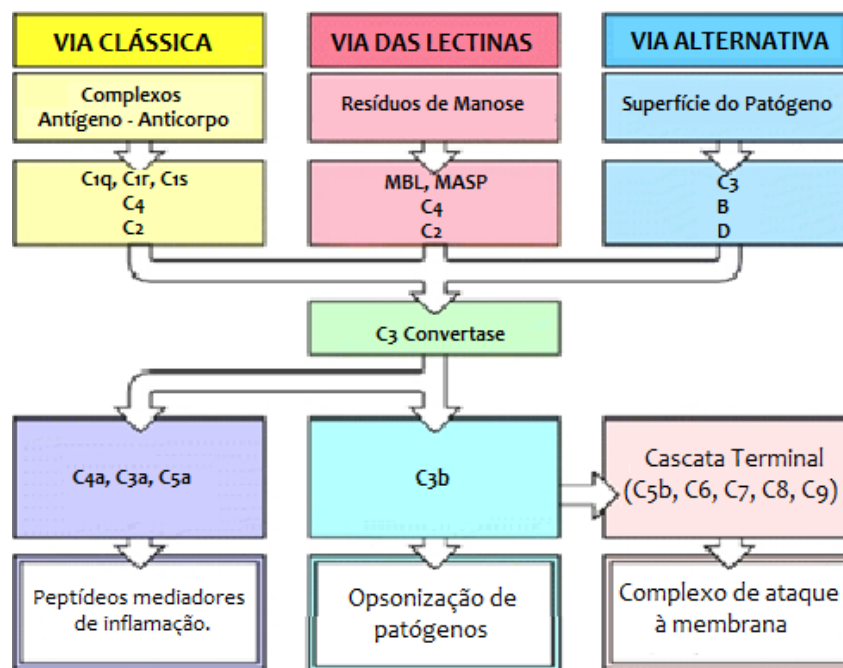 VIA CLÁSSICA
VIA DAS LECTINAS
VIA ALTERNATIVA
Complexos
Antígeno - Anticorpo
Resíduos de Manose
Superfície do Patógeno
C1q, C1r, C1s
C4
C2
MBL, MASP
C4
C2
C3
B
D
C3 Convertase
C4a, C3a, C5a
C3b
Cascata Terminal
(C5b, C6, C7, C8, C9)
Peptídeos mediadores
de inflamação.
Opsonização de
patógenos
Complexo de ataque
à membrana